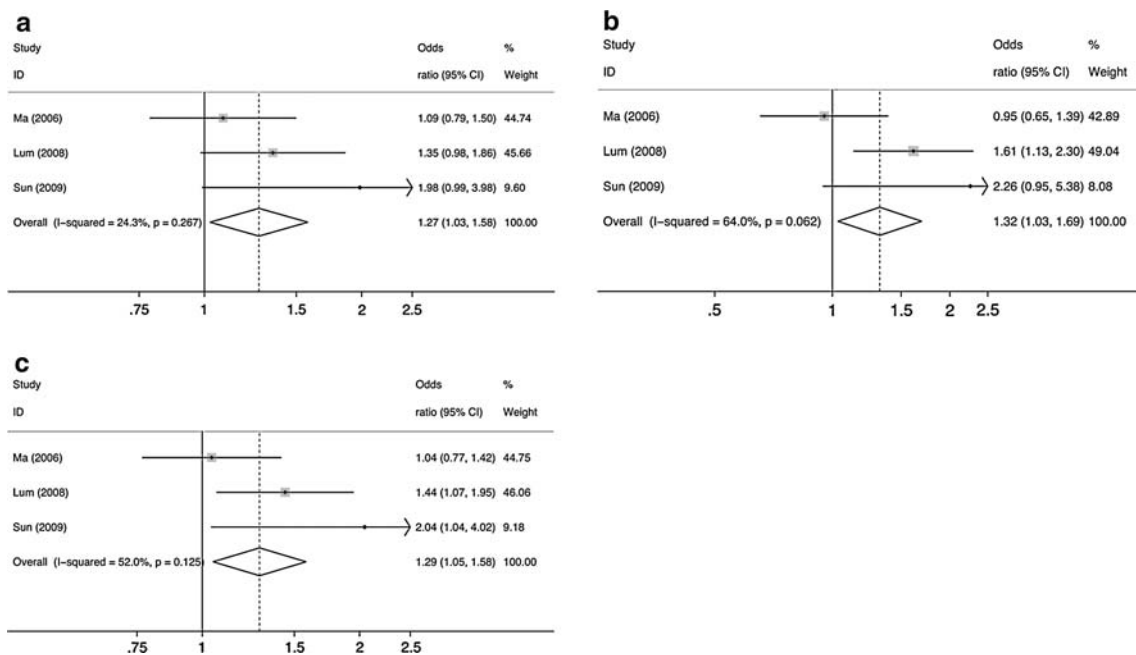 a
Study Odds %
ID ratio (95% CI) Weight
Ma (2006) 1.09 (0.79, 1.50) 44.74
Lum (2008) 1.35 (0.98, 1.86) 45.66
Sun (2009) 1.98 (0.99, 3.98) 9.60
Overall (I-squared = 24.3%, p = 0.267) 1.27 (1.03, 1.58) 100.00
.75 1 1.5 2 2.5
b
Study Odds %
ID ratio (95% CI) Weight
Ma (2006) 0.95 (0.65, 1.39) 42.89
Lum (2008) 1.61 (1.13, 2.30) 49.04
Sun (2009) 2.26 (0.95, 5.38) 8.08
Overall (I-squared = 64.0%, p = 0.062) 1.32 (1.03, 1.69) 100.00
.5 1 1.5 2 2.5
c
Study Odds %
ID ratio (95% CI) Weight
Ma (2006) 1.04 (0.77, 1.42) 44.75
Lum (2008) 1.44 (1.07, 1.95) 46.06
Sun (2009) 2.04 (1.04, 4.02) 9.18
Overall (I-squared = 52.0%, p = 0.125) 1.29 (1.05, 1.58) 100.00
.75 1 1.5 2 2.5